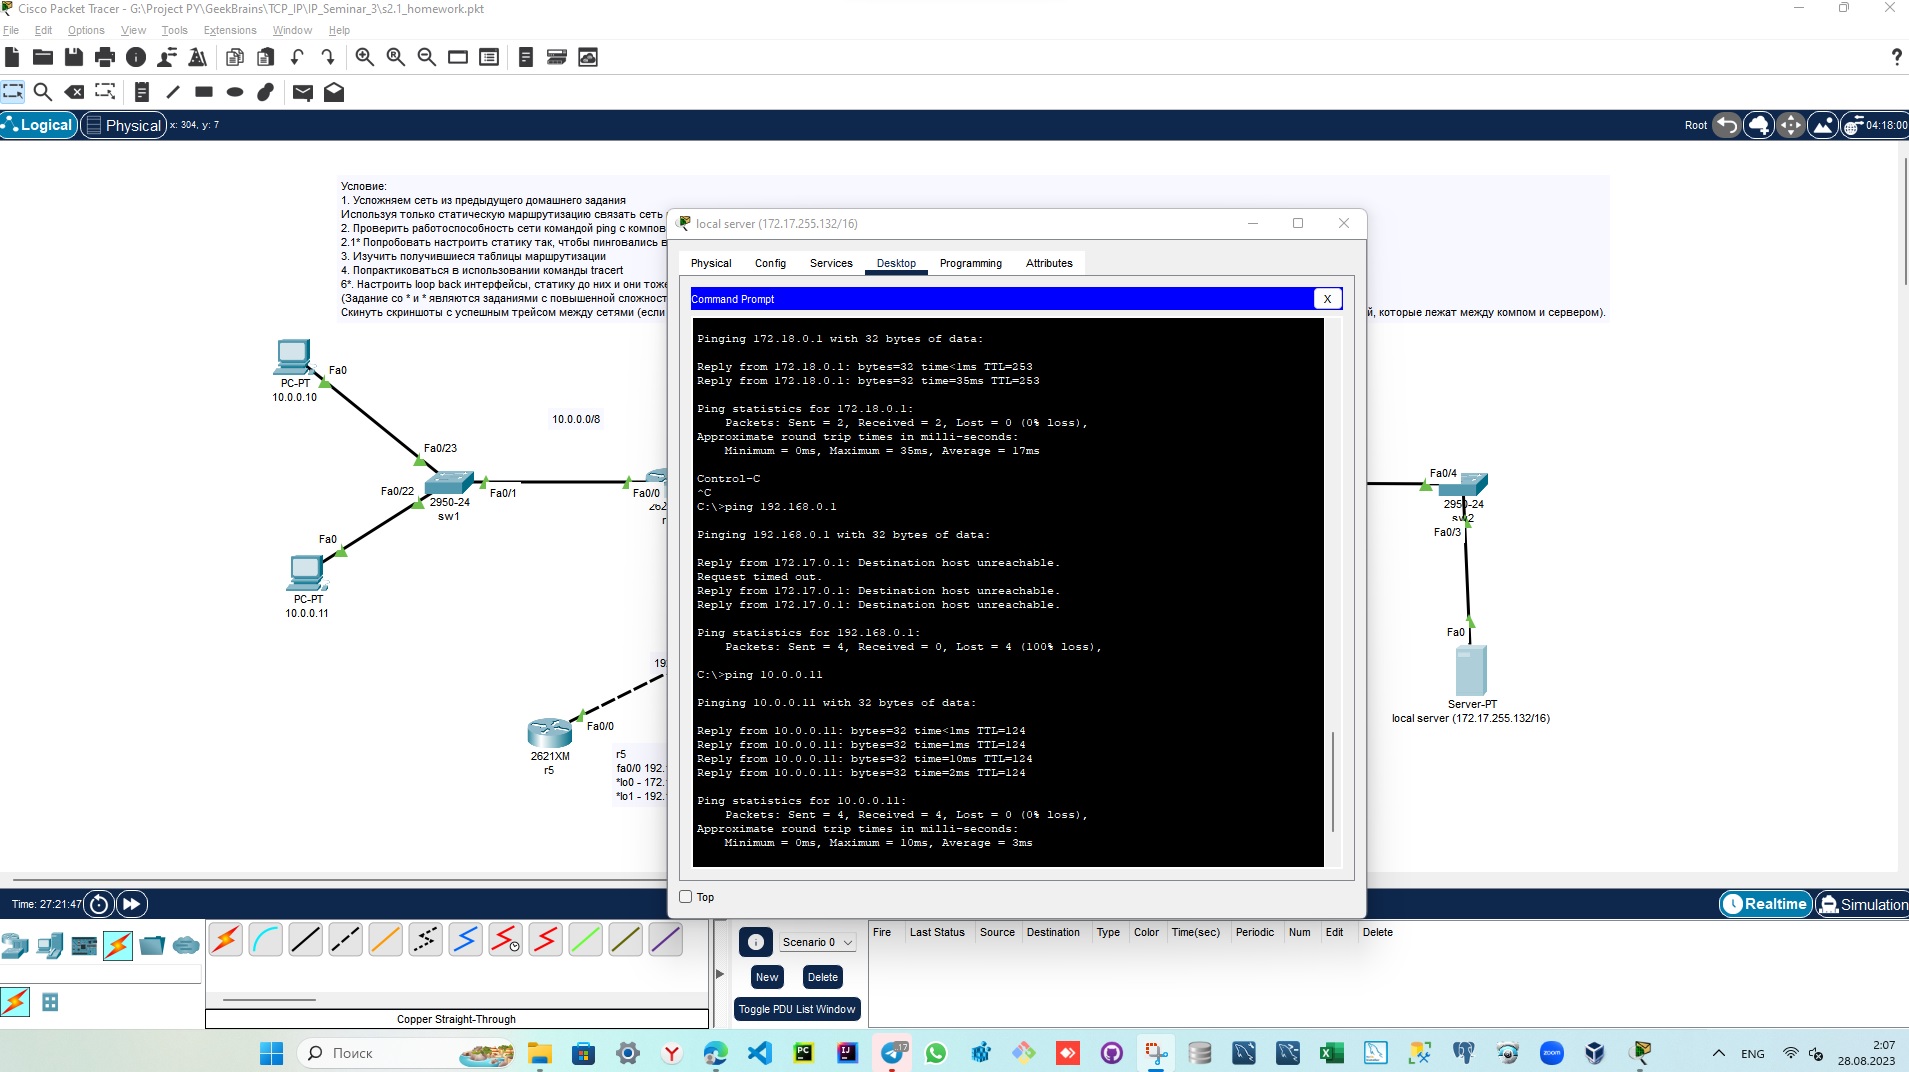 Cisco Packet Tracer - G:\Project PY\GeekBrains\TCP_IP\IP_Seminar_3\s2.1_homework.pkt
File Edit Options View Tools Extensions Window Help
?
Logical Physical x: 304, y: 7 Root 04:18:00
Условие:
1. Усложняем сеть из предыдущего домашнего задания
Используя только статическую маршрутизацию связать сеть
2. Проверить работоспособность сети командой ping с компов
2.1* Попробовать настроить статику так, чтобы пинговались в
3. Изучить получившиеся таблицы маршрутизации
4. Попрактиковаться в использовании команды tracert
6*. Настроить loop back интерфейсы, статику до них и они тоже
(Задание со * и * являются заданиями с повышенной сложност
Скинуть скриншоты с успешным трейсом между сетями (если
й, которые лежат между компом и сервером).
Fa0
PC-PT
10.0.0.10
10.0.0.0/8
Fa0/23
Fa0/22
Fa0/1
2950-24
sw1
Fa0/0
262
r
Fa0
PC-PT
10.0.0.11
19
Fa0/0
2621XM
r5
r5
fa0/0 192.
*lo0 - 172.
*lo1 - 192.
local server (172.17.255.132/16)
Physical Config Services Desktop Programming Attributes
Command Prompt X
Pinging 172.18.0.1 with 32 bytes of data:
Reply from 172.18.0.1: bytes=32 time<1ms TTL=253
Reply from 172.18.0.1: bytes=32 time=35ms TTL=253
Ping statistics for 172.18.0.1:
Packets: Sent = 2, Received = 2, Lost = 0 (0% loss),
Approximate round trip times in milli-seconds:
Minimum = 0ms, Maximum = 35ms, Average = 17ms
Control-C
^C
C:\>ping 192.168.0.1
Pinging 192.168.0.1 with 32 bytes of data:
Reply from 172.17.0.1: Destination host unreachable.
Request timed out.
Reply from 172.17.0.1: Destination host unreachable.
Reply from 172.17.0.1: Destination host unreachable.
Ping statistics for 192.168.0.1:
Packets: Sent = 4, Received = 0, Lost = 4 (100% loss),
C:\>ping 10.0.0.11
Pinging 10.0.0.11 with 32 bytes of data:
Reply from 10.0.0.11: bytes=32 time<1ms TTL=124
Reply from 10.0.0.11: bytes=32 time=1ms TTL=124
Reply from 10.0.0.11: bytes=32 time=10ms TTL=124
Reply from 10.0.0.11: bytes=32 time=2ms TTL=124
Ping statistics for 10.0.0.11:
Packets: Sent = 4, Received = 4, Lost = 0 (0% loss),
Approximate round trip times in milli-seconds:
Minimum = 0ms, Maximum = 10ms, Average = 3ms
Top
Fa0/4
2950-24
sw2
Fa0/3
Fa0
Server-PT
local server (172.17.255.132/16)
Time: 27:21:47 Realtime Simulation
Scenario 0
New Delete
Toggle PDU List Window
Fire Last Status Source Destination Type Color Time(sec) Periodic Num Edit Delete
Copper Straight-Through
Поиск
PC
IJ
17
zoom
ENG
2:07
28.08.2023